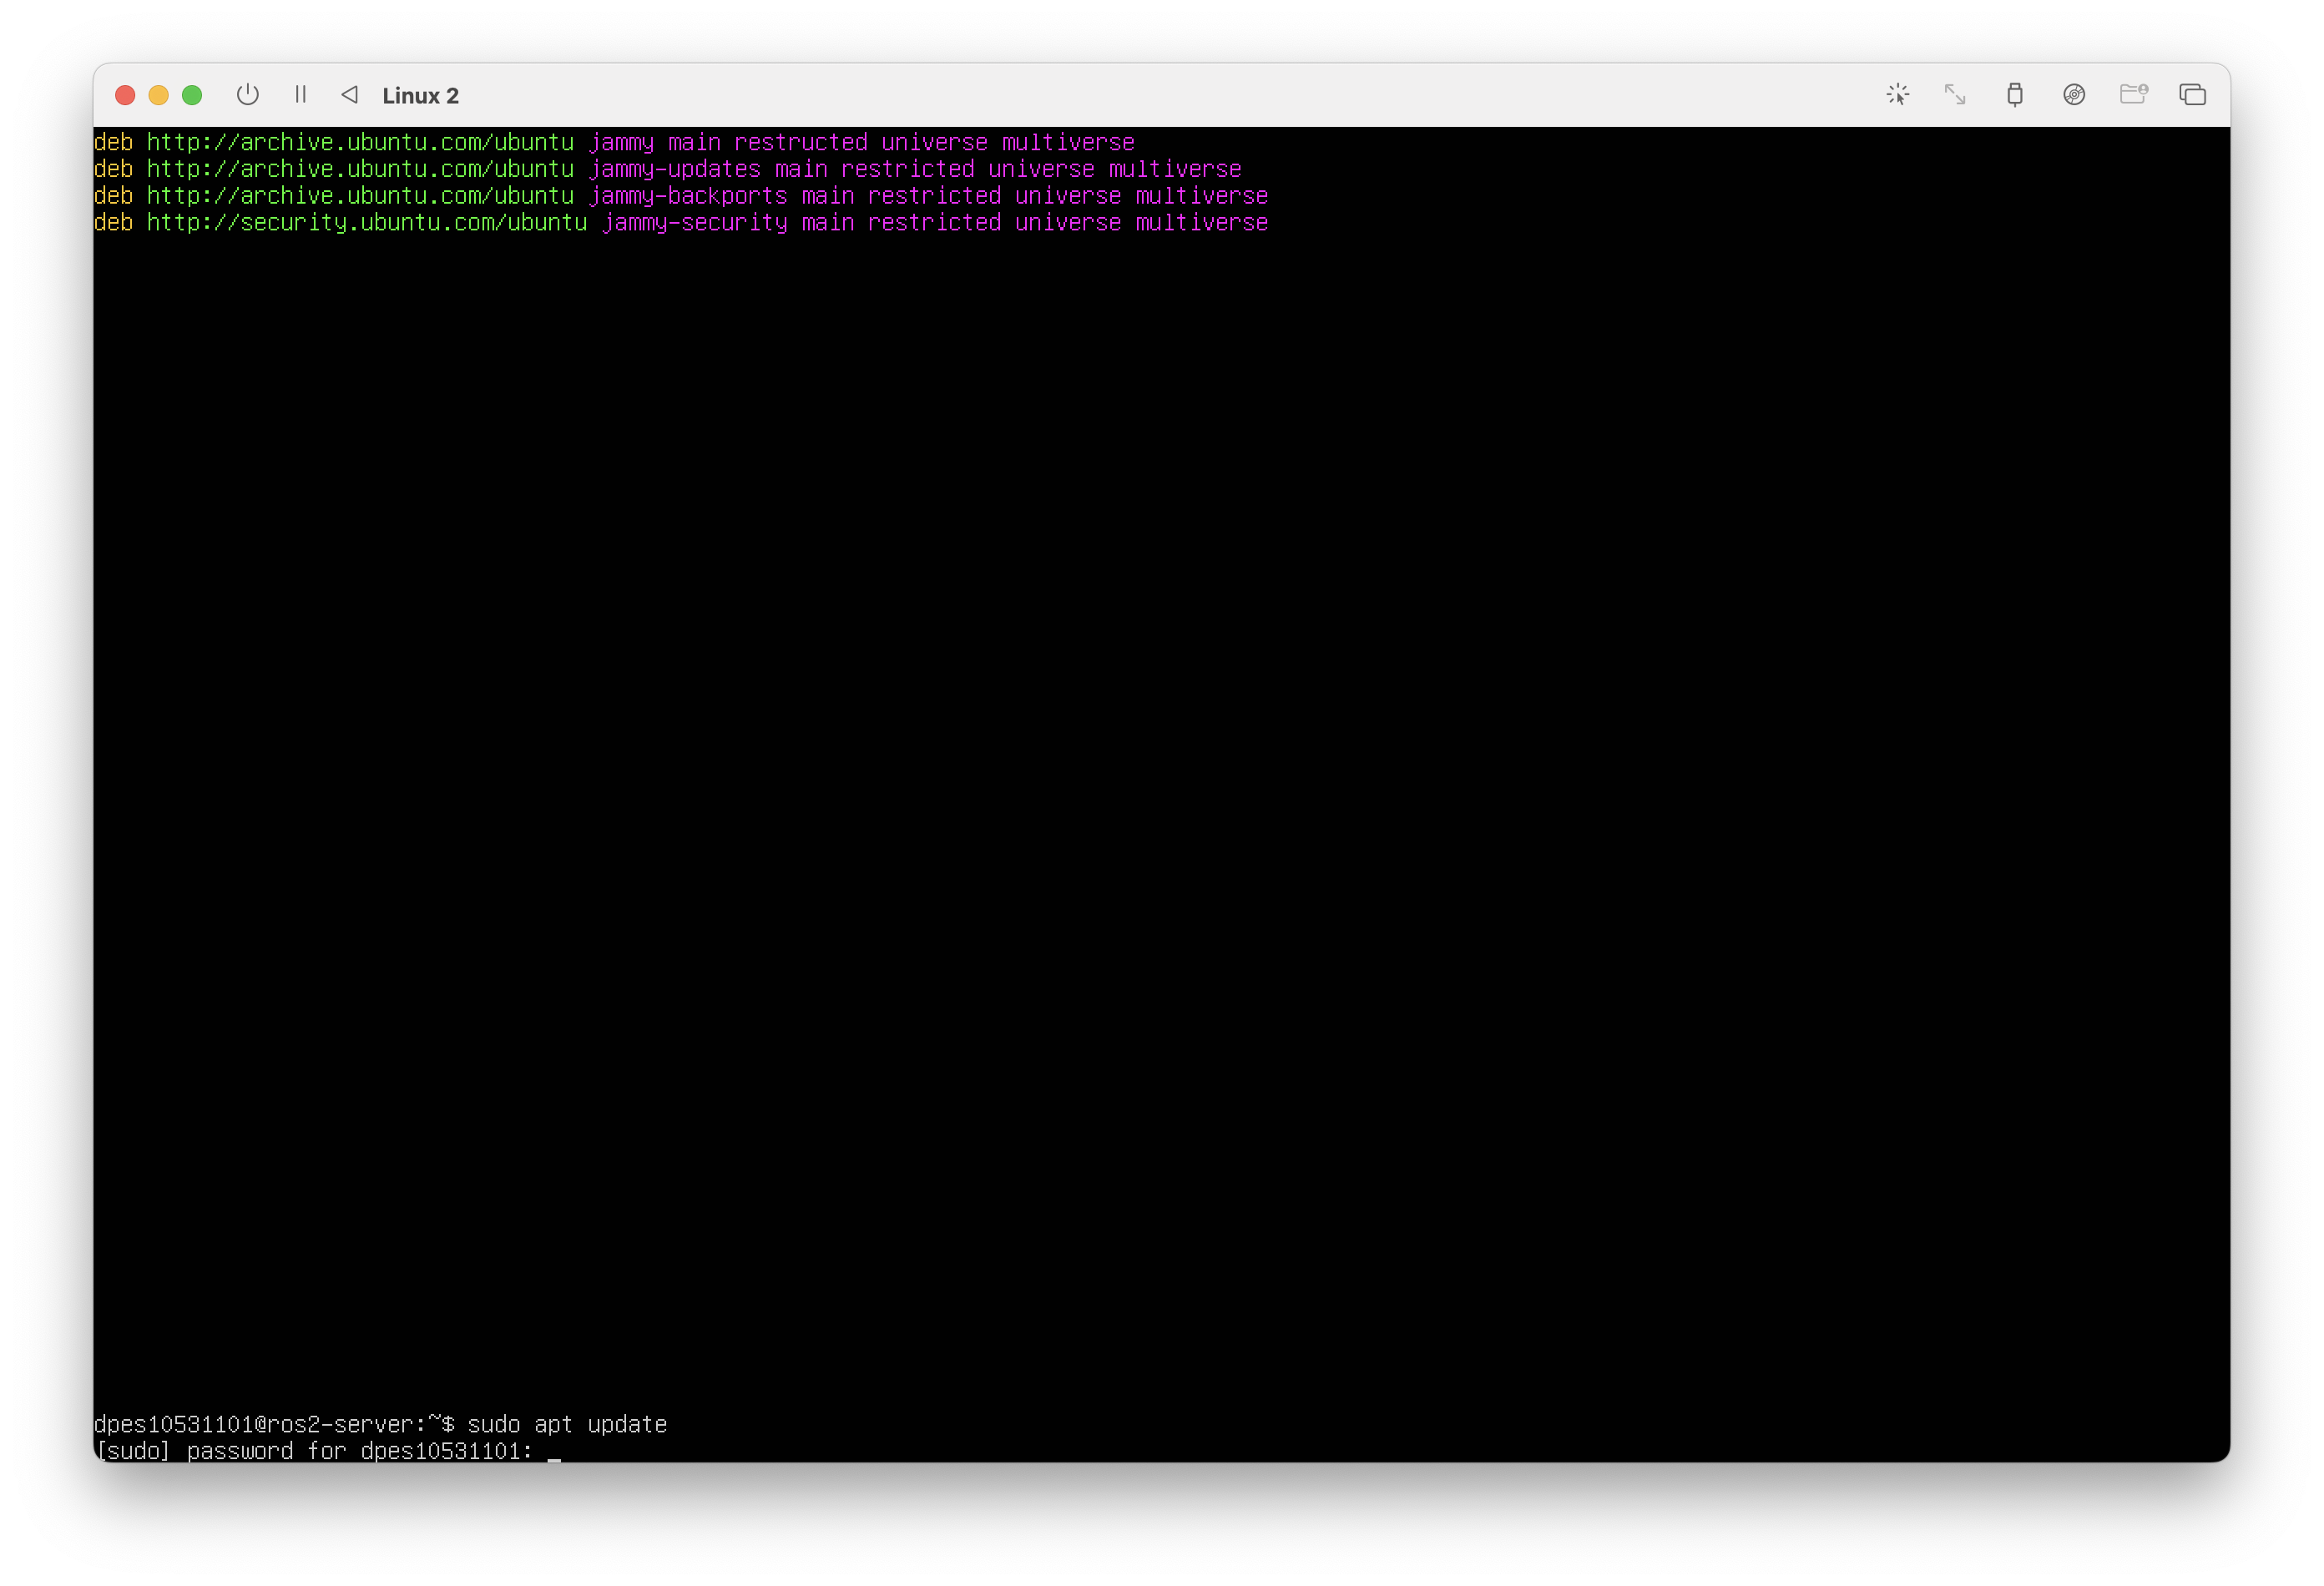 Linux 2
deb http://archive.ubuntu.com/ubuntu jammy main restructed universe multiverse
deb http://archive.ubuntu.com/ubuntu jammy-updates main restricted universe multiverse
deb http://archive.ubuntu.com/ubuntu jammy-backports main restricted universe multiverse
deb http://security.ubuntu.com/ubuntu jammy-security main restricted universe multiverse
dpes10531101@ros2-server:~$ sudo apt update
[sudo] password for dpes10531101: